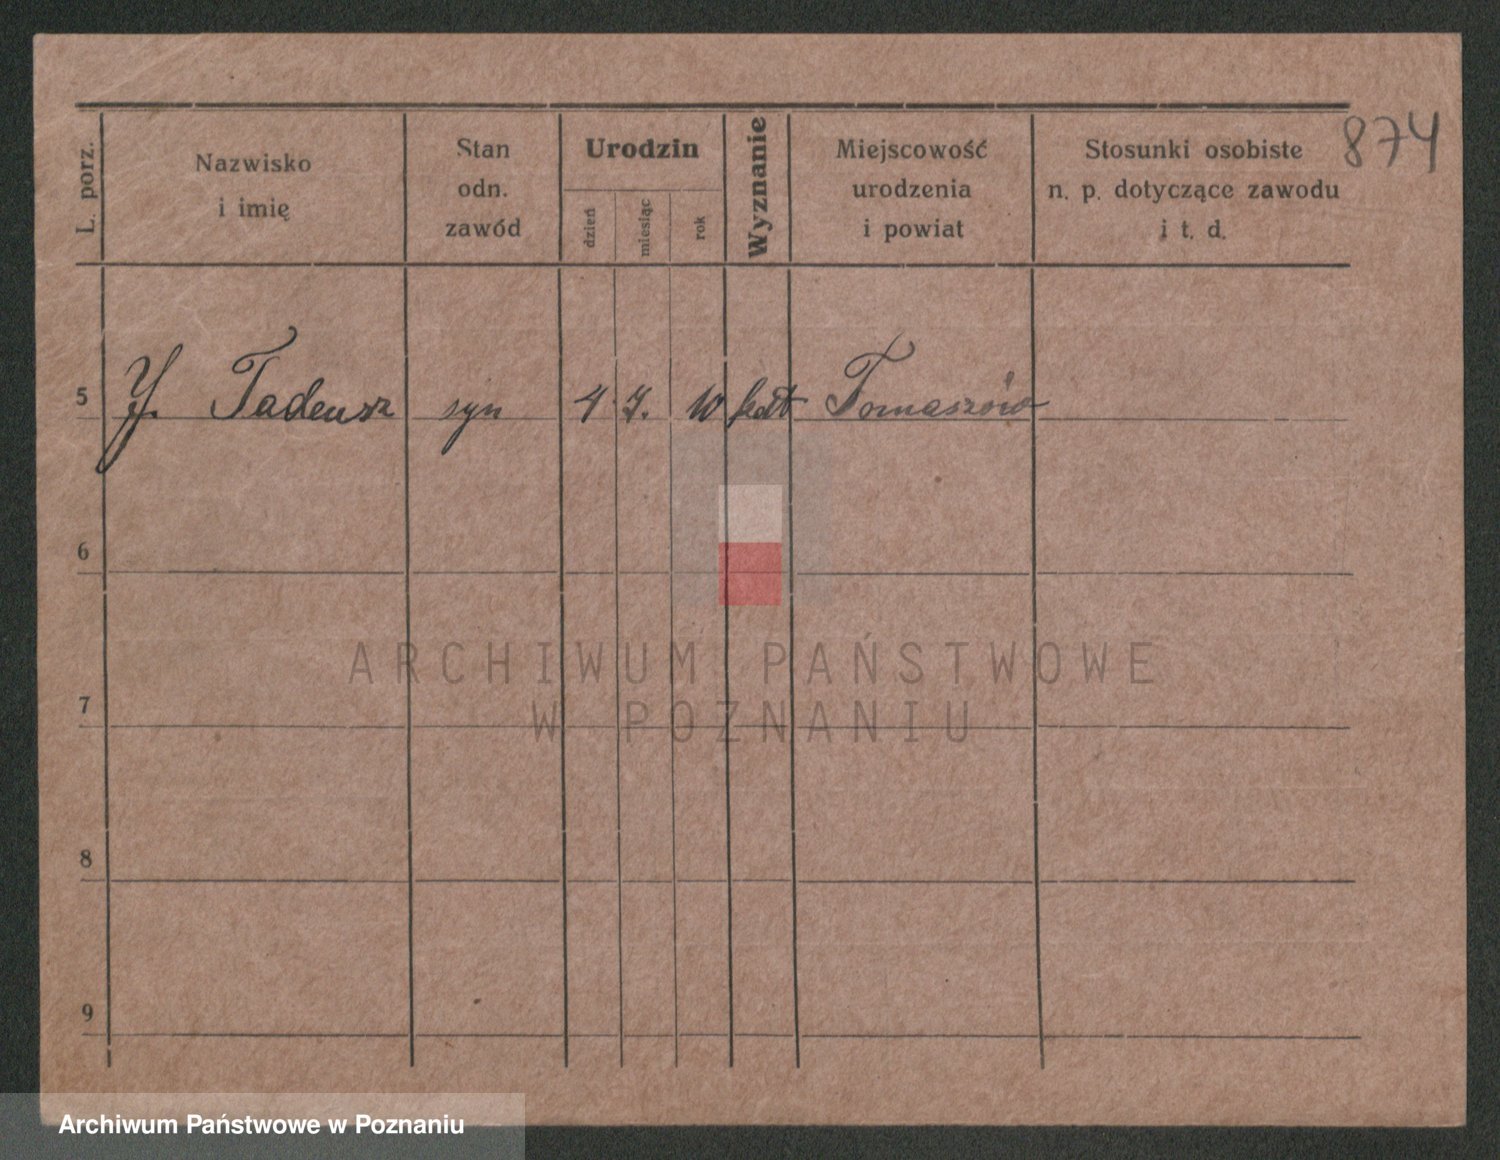 874
L. porz.
Nazwisko
i imię
Stan
odn.
zawód
Urodzin
dzień
miesiąc
rok
Wyznanie
Miejscowość
urodzenia
i powiat
Stosunki osobiste
n. p. dotyczące zawodu
i t. d.
5 Tadeusz syn 4. 7. 10 kat Tomaszów
6
ARCHIWUM PAŃSTWOWE
W POZNANIU
7
8
9
Archiwum Państwowe w Poznaniu